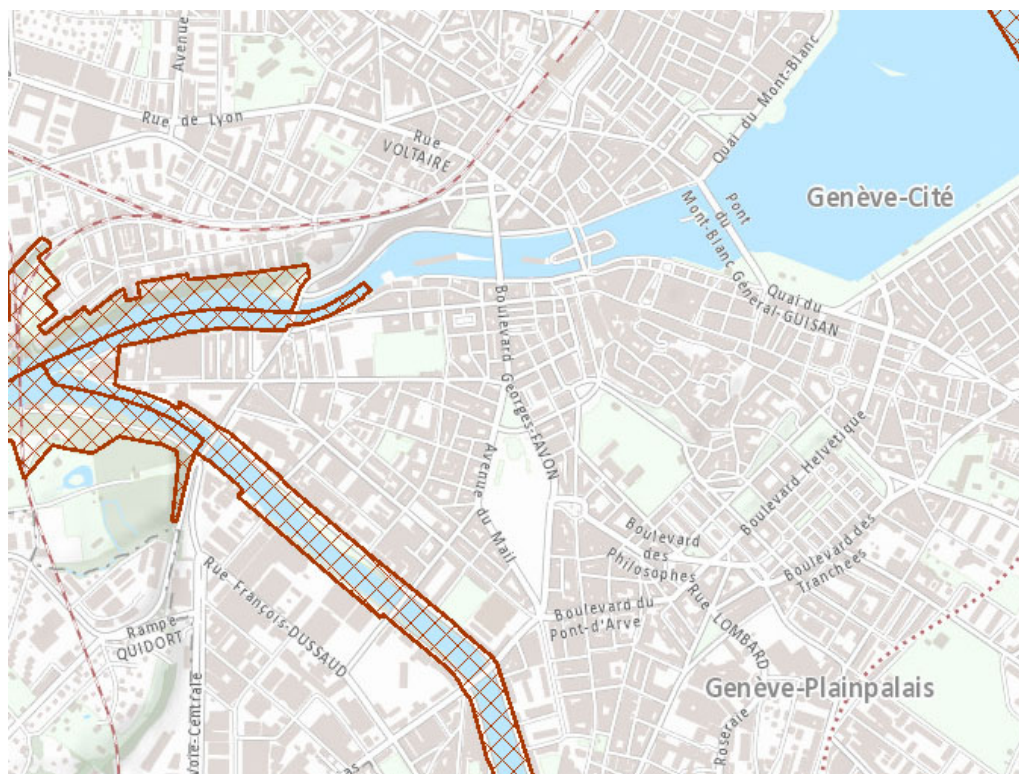 Avenue
Rue de Lyon
Rue
VOLTAIRE
Quai du Mont-Blanc
Genève-Cité
Pont
du
Mont-Blanc
Général-GUISAN
Quai du
Boulevard Georges-FAVON
Avenue du Mail
Boulevard Helvétique
Boulevard
des
Philosophes
Boulevard des
Tranchées
Rue François-DUSSAUD
Rampe
QUIDORT
Boulevard du
Pont-d'Arve
Rue LOMBARD
Genève-Plainpalais
Roseraie
Voie-Centrale